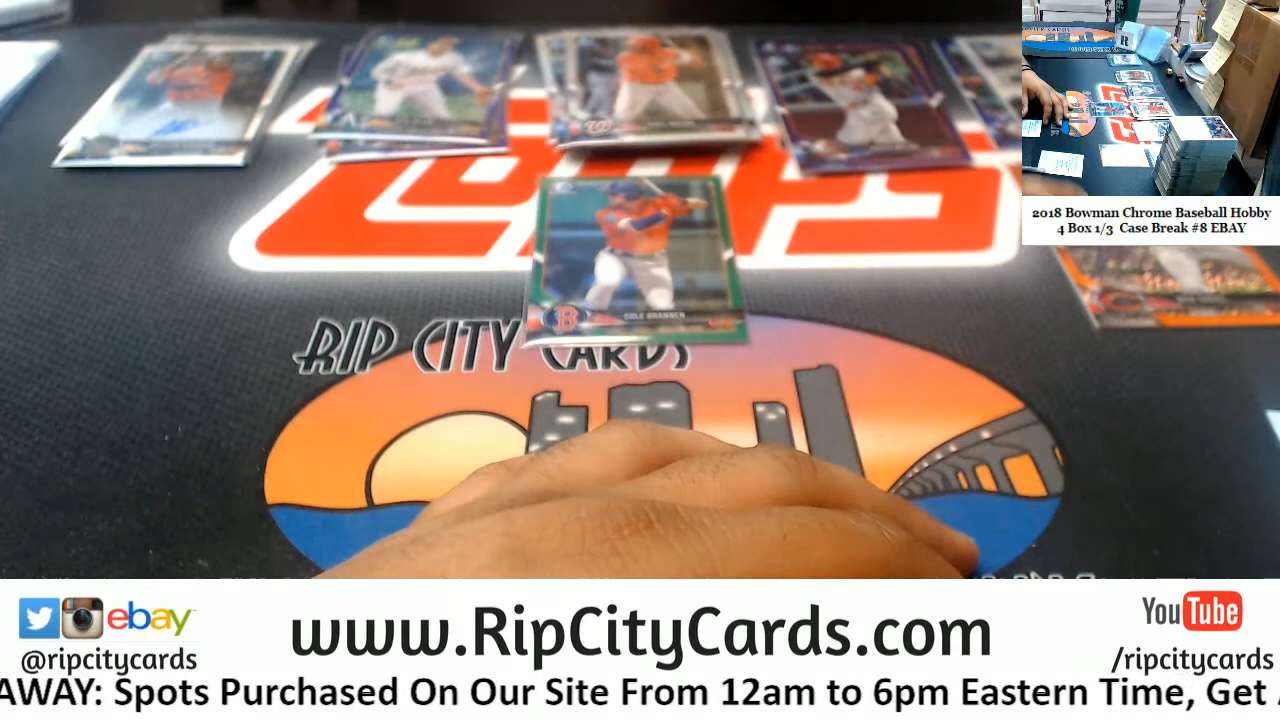 2018 Bowman Chrome Baseball Hobby
4 Box 1/3 Case Break #8 EBAY
COLE BRANNEN
B
RIP CITY CARDS
ebay
www.RipCityCards.com
YouTube
@ripcitycards
/ripcitycards
AWAY: Spots Purchased On Our Site From 12am to 6pm Eastern Time, Get